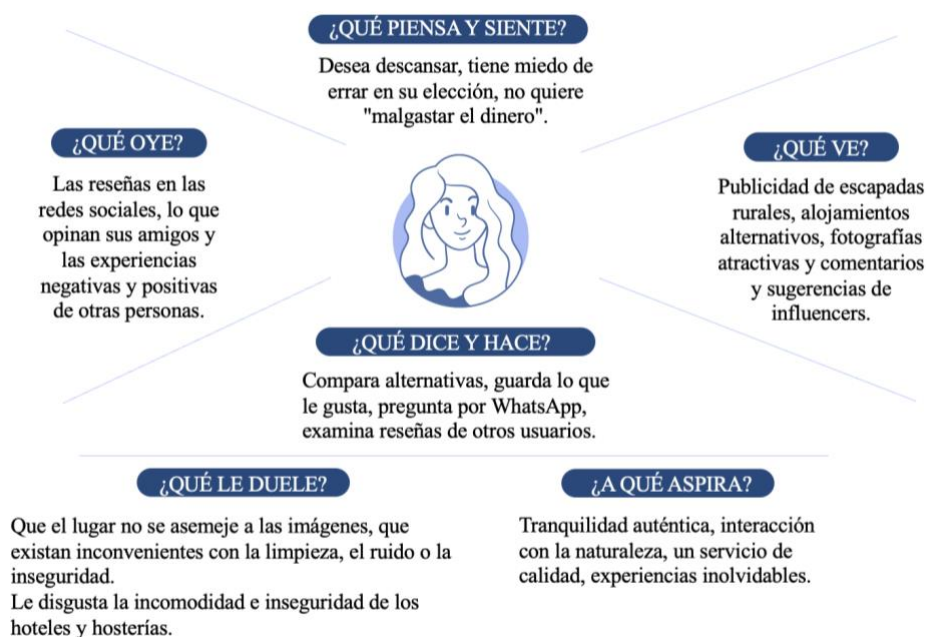 ¿QUÉ PIENSA Y SIENTE?
Desea descansar, tiene miedo de
errar en su elección, no quiere
"malgastar el dinero".
¿QUÉ OYE?
Las reseñas en las
redes sociales, lo que
opinan sus amigos y
las experiencias
negativas y positivas
de otras personas.
¿QUÉ VE?
Publicidad de escapadas
rurales, alojamientos
alternativos, fotografías
atractivas y comentarios
y sugerencias de
influencers.
¿QUÉ DICE Y HACE?
Compara alternativas, guarda lo que
le gusta, pregunta por WhatsApp,
examina reseñas de otros usuarios.
¿QUÉ LE DUELE?
Que el lugar no se asemeje a las imágenes, que
existan inconvenientes con la limpieza, el ruido o la
inseguridad.
Le disgusta la incomodidad e inseguridad de los
hoteles y hosterías.
¿A QUÉ ASPIRA?
Tranquilidad auténtica, interacción
con la naturaleza, un servicio de
calidad, experiencias inolvidables.